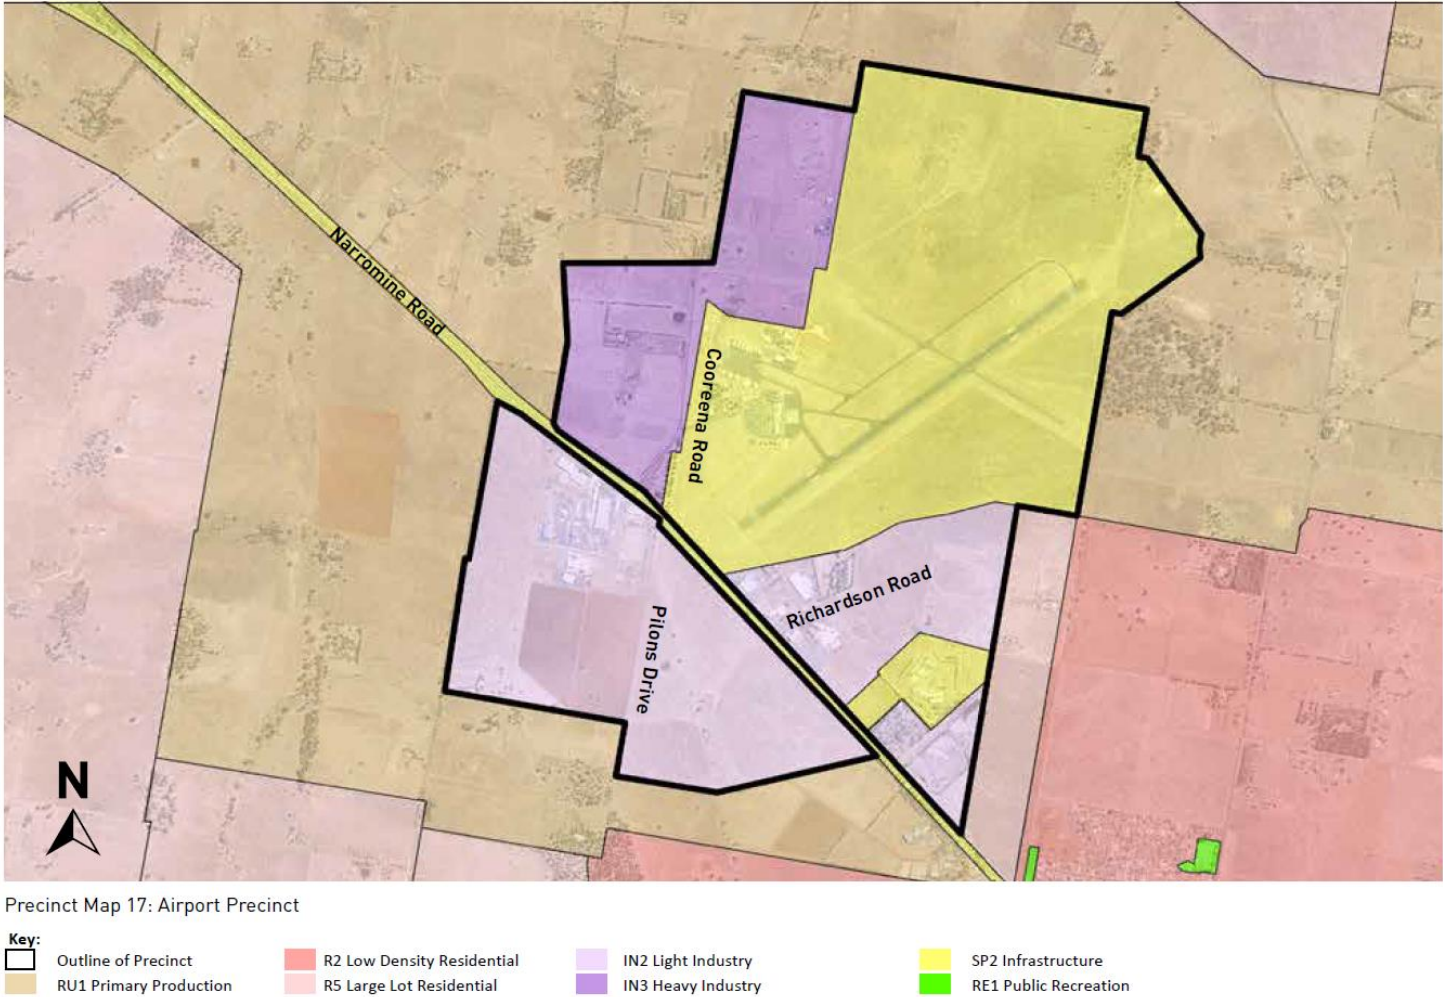 Narromine Road
Cooreena Road
Richardson Road
Pilons Drive
N
Precinct Map 17: Airport Precinct
Key:
Outline of Precinct
R2 Low Density Residential
IN2 Light Industry
SP2 Infrastructure
RU1 Primary Production
R5 Large Lot Residential
IN3 Heavy Industry
RE1 Public Recreation